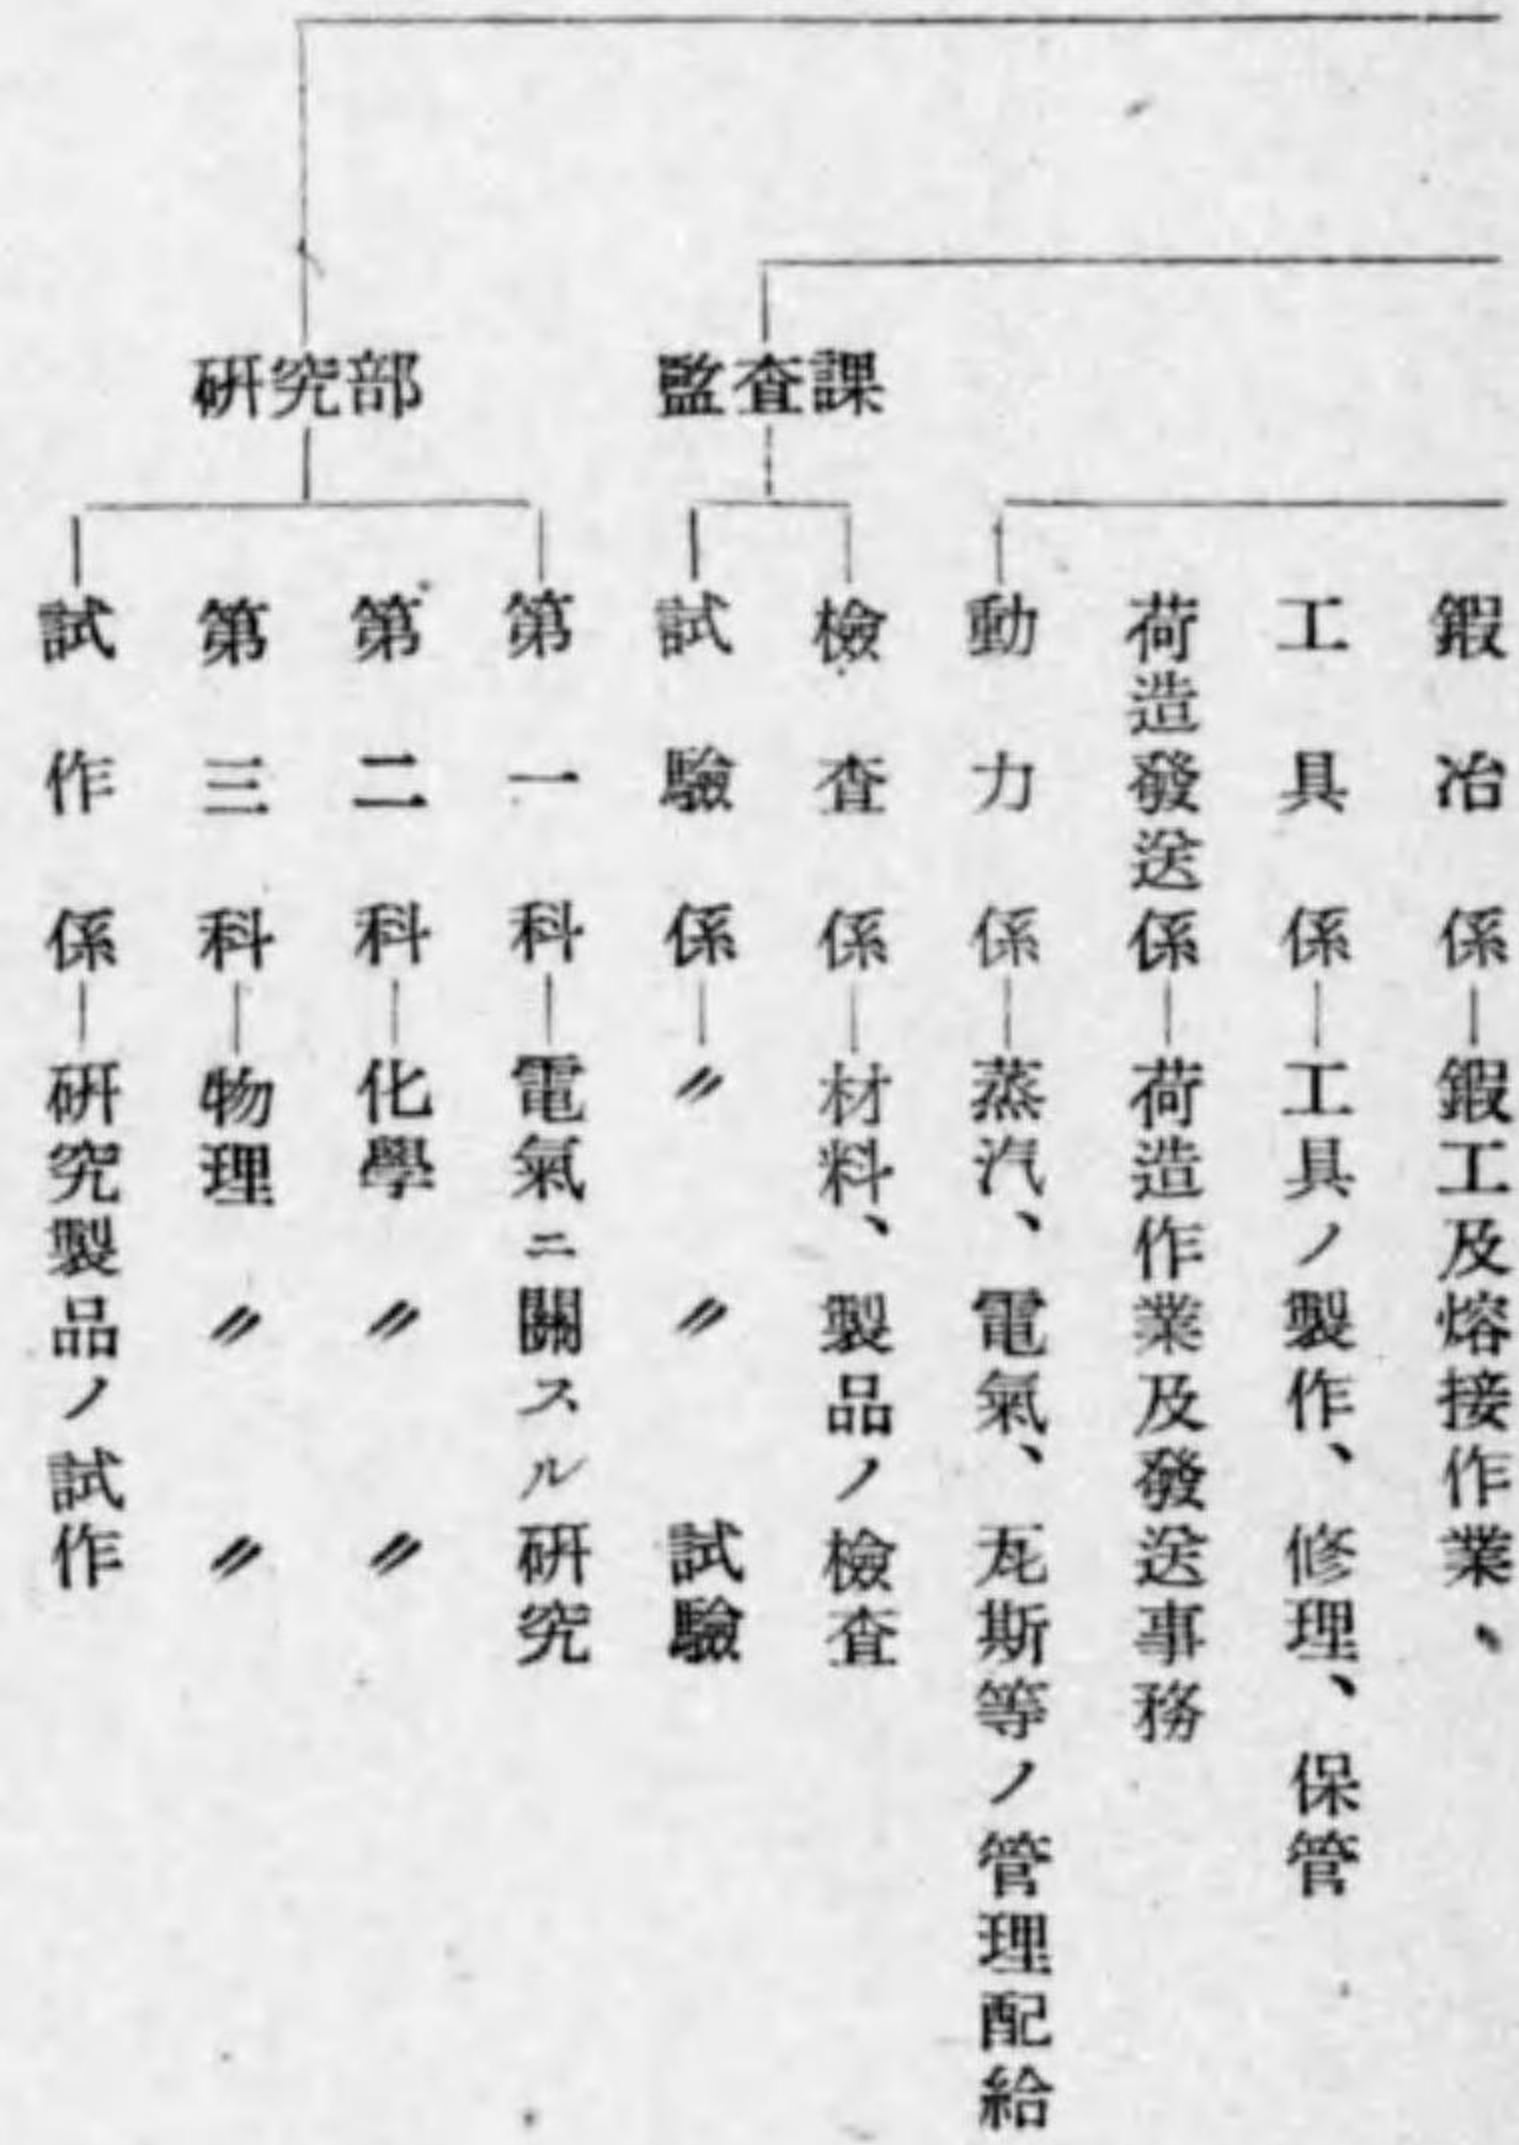 鍜冶係―鍜工及熔接作業、
工具係―工具ノ製作、修理、保管
荷造發送係―荷造作業及發送事務
動力係―蒸汽、電氣、瓦斯等ノ管理配給
監査課
檢査係―材料、製品ノ檢査
試驗係―〃〃試驗
研究部
第一科―電氣ニ關スル研究
第二科―化學〃〃
第三科―物理〃〃
試作係―研究製品ノ試作